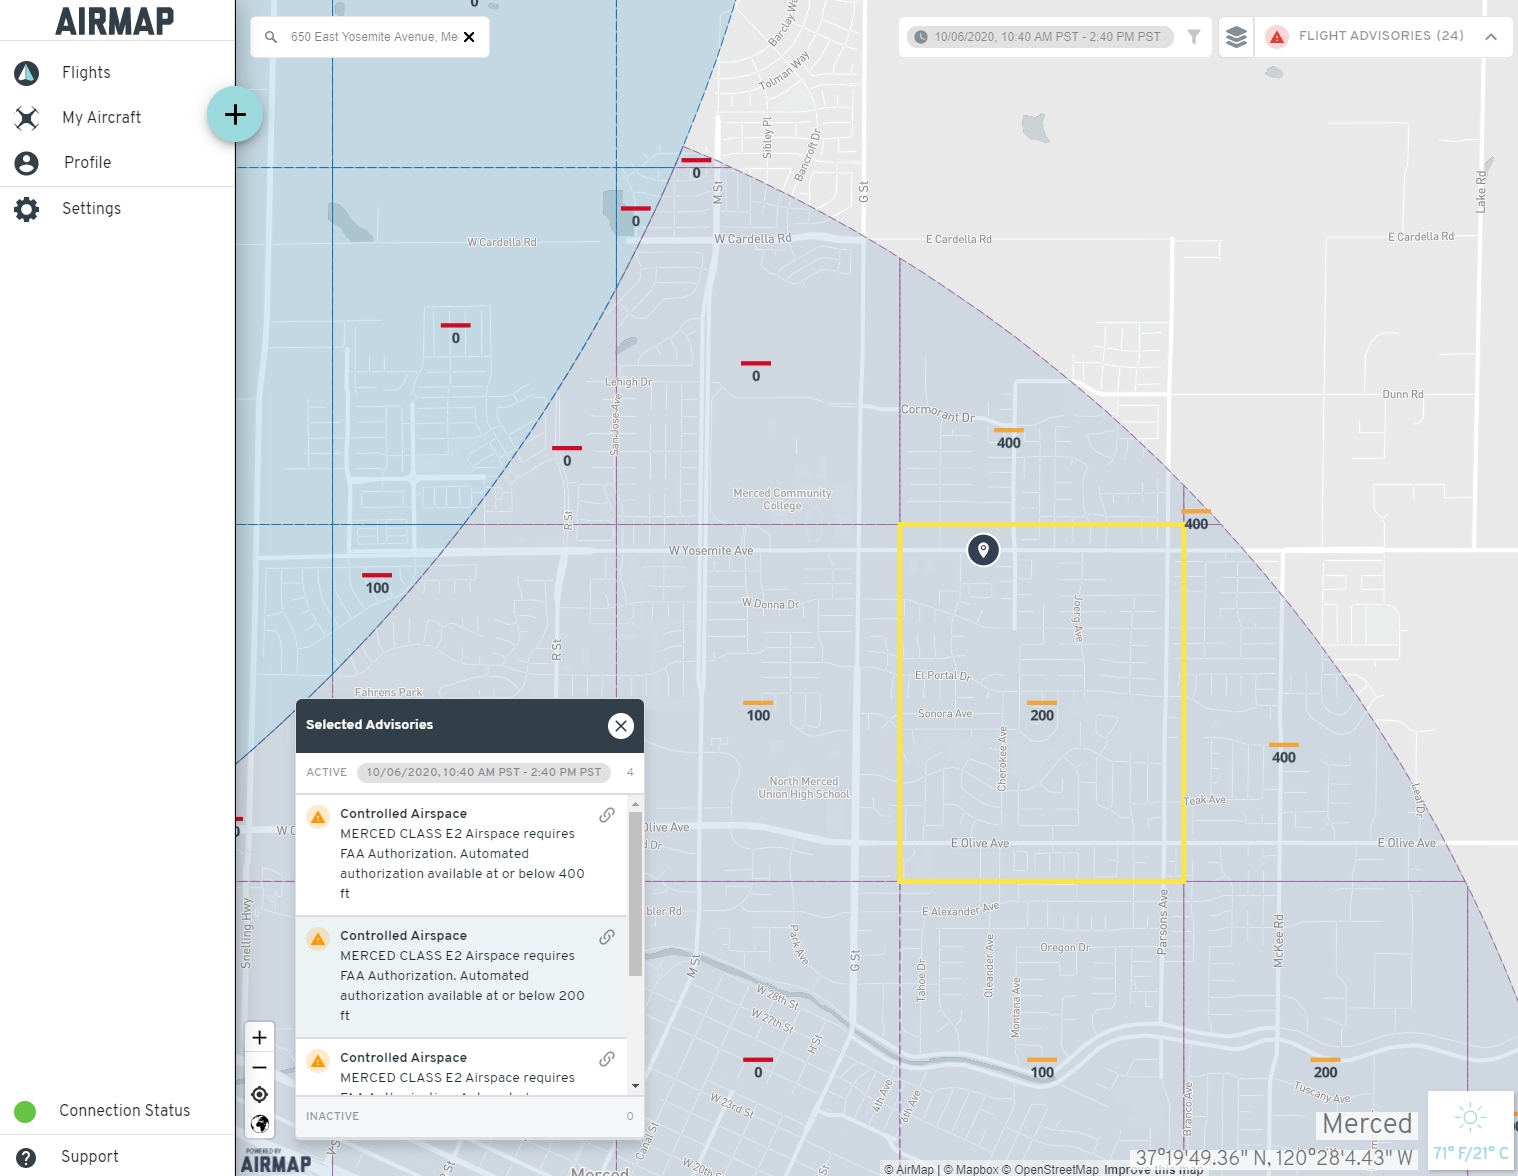 AIRMAP
Flights
My Aircraft
Profile
Settings
Connection Status
Support
650 East Yosemite Avenue, Me
10/06/2020, 10:40 AM PST - 2:40 PM PST
FLIGHT ADVISORIES (24)
0
Barclay Wa
Tolman Way
Sibley Pl
Bancroft Dr
M St
G St
Lake Rd
0
0
W Cardella Rd
W Cardella Rd
E Cardella Rd
E Cardella Rd
0
0
Lehigh Dr
San Jose Ave
Dunn Rd
Cormorant Dr
400
0
Merced Community
College
R St
400
W Yosemite Ave
100
W Donna Dr
Joerg Ave
R St
El Portal Dr
Fahrens Park
Sonora Ave
100
200
Cherokee Ave
400
North Merced
Union High School
Teak Ave
Leaf Dr
Olive Ave
E Olive Ave
E Olive Ave
Selected Advisories
ACTIVE
10/06/2020, 10:40 AM PST - 2:40 PM PST
4
Controlled Airspace
MERCED CLASS E2 Airspace requires
FAA Authorization. Automated
authorization available at or below 400
ft
Controlled Airspace
MERCED CLASS E2 Airspace requires
FAA Authorization. Automated
authorization available at or below 200
ft
Controlled Airspace
MERCED CLASS E2 Airspace requires
INACTIVE
0
Snelling Hwy
bler Rd
E Alexander Ave
Parsons Ave
McKee Rd
Park Ave
G St
M St
Tahoe Dr
Oleander Ave
Oregon Dr
Montana Ave
W 28th St
W 27th St
H St
0
100
200
W 23rd St
4th Ave
6th Ave
Canal St
Branco Ave
Tuscany Ave
W 20th St
Merced
Merced
37°19'49.36" N, 120°28'4.43" W
71° F/21° C
POWERED BY
AIRMAP
© AirMap | © Mapbox © OpenStreetMap Improve this map